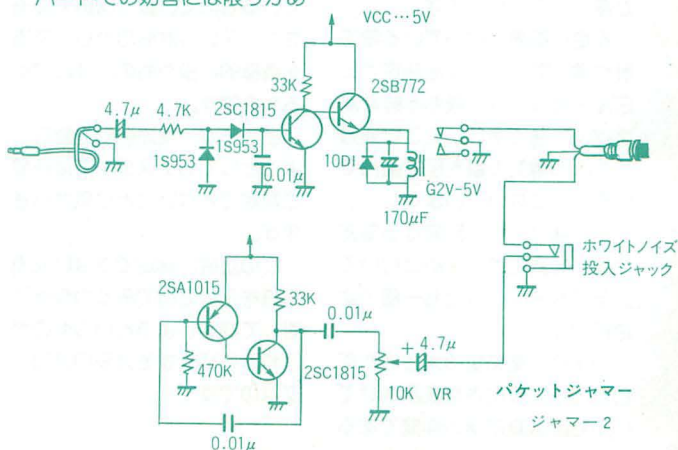 VCC…5V
33K
2SB772
4.7μ
4.7K
2SC1815
1S953
1S953
0.01μ
10DI
G2V-5V
170μF
ホワイトノイズ
投入ジャック
2SA1015
33K
0.01μ
+ 4.7μ
470K
2SC1815
10K VR
パケットジャマー
ジャマー2
0.01μ